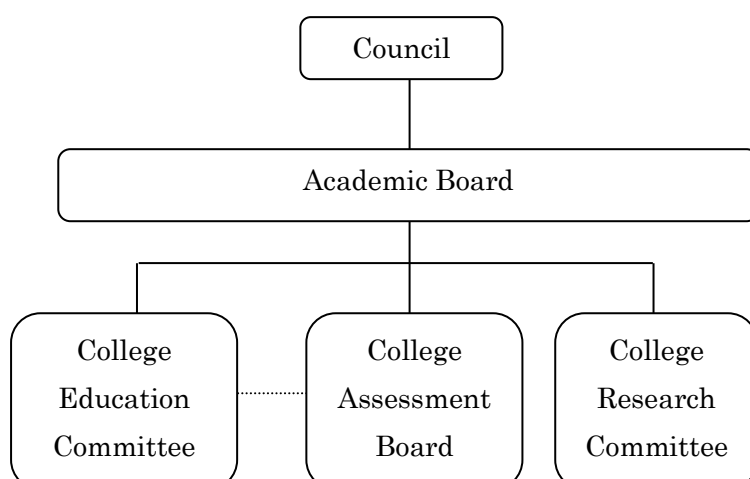 Council
Academic Board
College
Education
Committee
College
Assessment
Board
College
Research
Committee